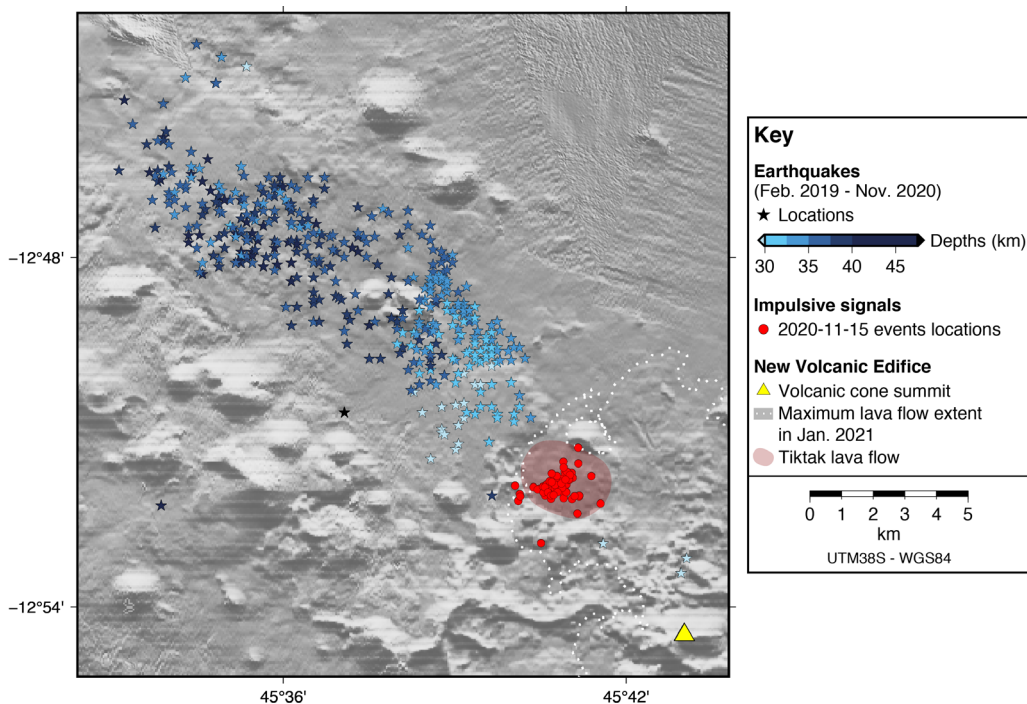 −12°48'
−12°54'
45°36'
45°42'
Key
Earthquakes
(Feb. 2019 - Nov. 2020)
Locations
Depths (km)
30 35 40 45
Impulsive signals
2020-11-15 events locations
New Volcanic Edifice
Volcanic cone summit
Maximum lava flow extent
in Jan. 2021
Tiktak lava flow
0 1 2 3 4 5
km
UTM38S - WGS84